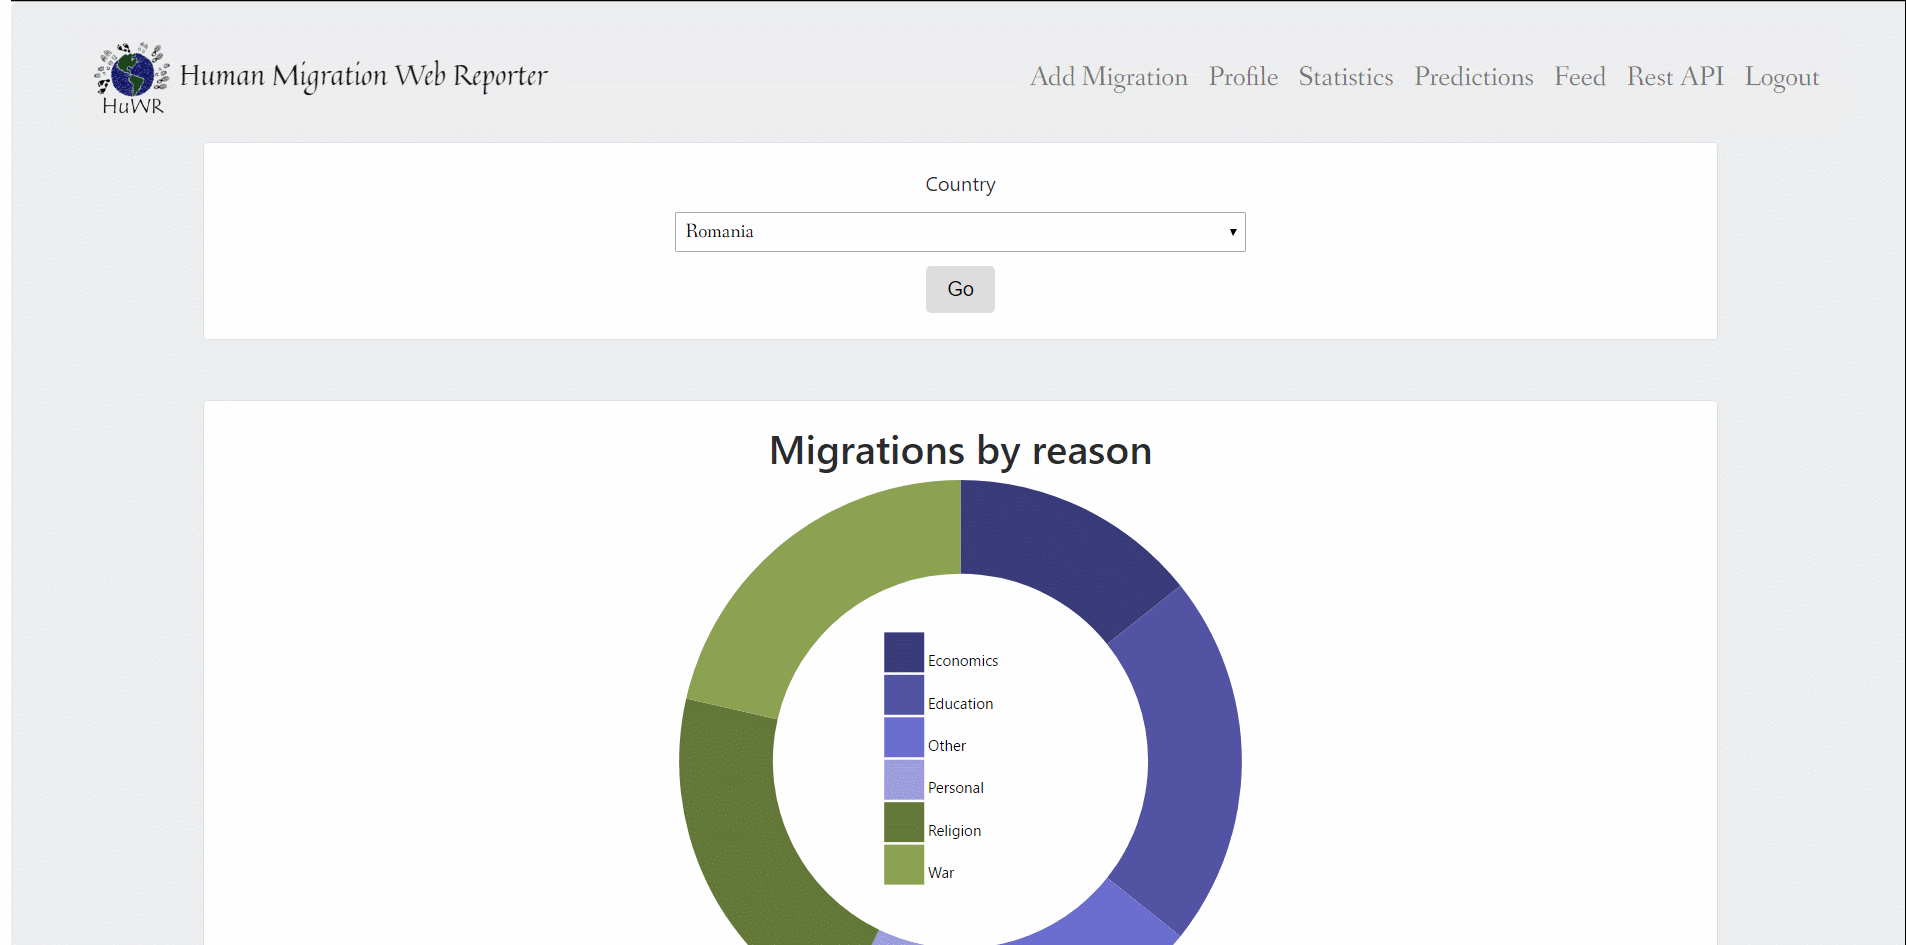 HuWR
Human Migration Web Reporter
Add Migration Profile Statistics Predictions Feed Rest API Logout
Country
Romania
Go
Migrations by reason
Economics
Education
Other
Personal
Religion
War